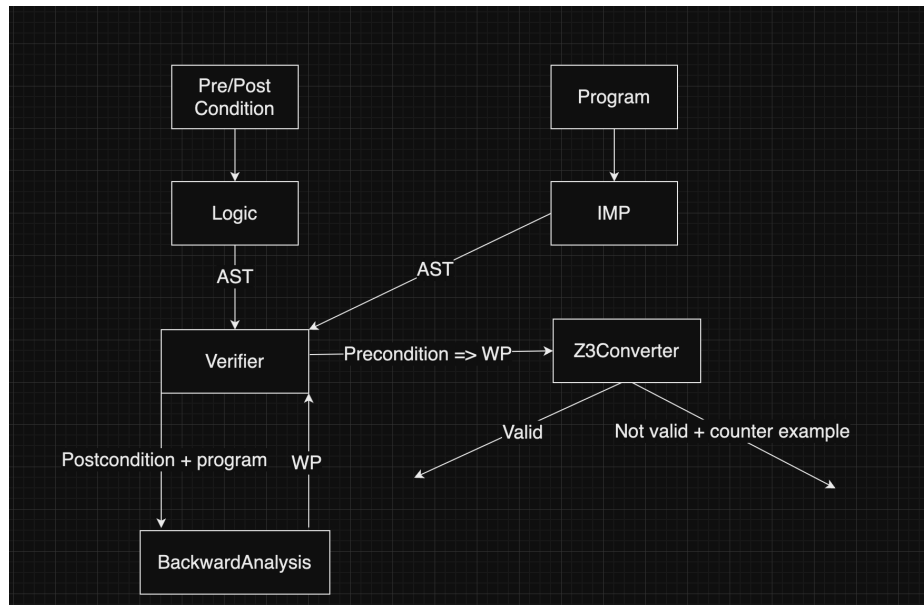 Pre/Post
Condition
Program
Logic
IMP
AST
AST
Verifier
Precondition => WP
Z3Converter
Valid
Not valid + counter example
Postcondition + program
WP
BackwardAnalysis